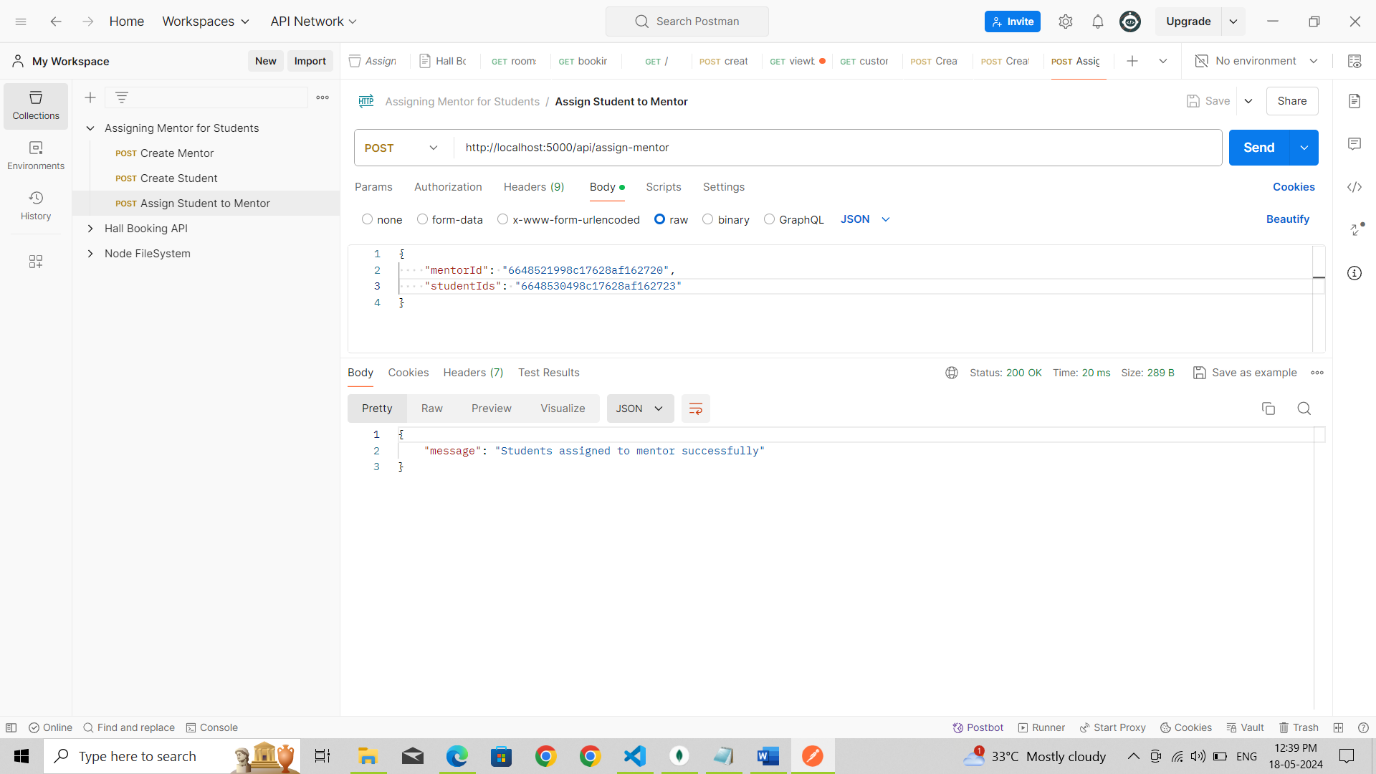 Home Workspaces API Network Search Postman Invite Upgrade
My Workspace New Import Assign Hall Bo GET room GET bookir GET / POST creat GET viewt GET custor POST Crea POST Crea POST Assig No environment
Collections
Environments
History
Assigning Mentor for Students
POST Create Mentor
POST Create Student
POST Assign Student to Mentor
Hall Booking API
Node FileSystem
HTTP Assigning Mentor for Students / Assign Student to Mentor Save Share
POST http://localhost:5000/api/assign-mentor Send
Params Authorization Headers (9) Body Scripts Settings Cookies
none form-data x-www-form-urlencoded raw binary GraphQL JSON Beautify
1 {
2 "mentorId": "6648521998c17628af162720",
3 "studentIds": "6648530498c17628af162723"
4 }
Body Cookies Headers (7) Test Results Status: 200 OK Time: 20 ms Size: 289 B Save as example
Pretty Raw Preview Visualize JSON
1 {
2 "message": "Students assigned to mentor successfully"
3 }
Online Find and replace Console Postbot Runner Start Proxy Cookies Vault Trash
Type here to search 1 33°C Mostly cloudy ENG 12:39 PM
18-05-2024